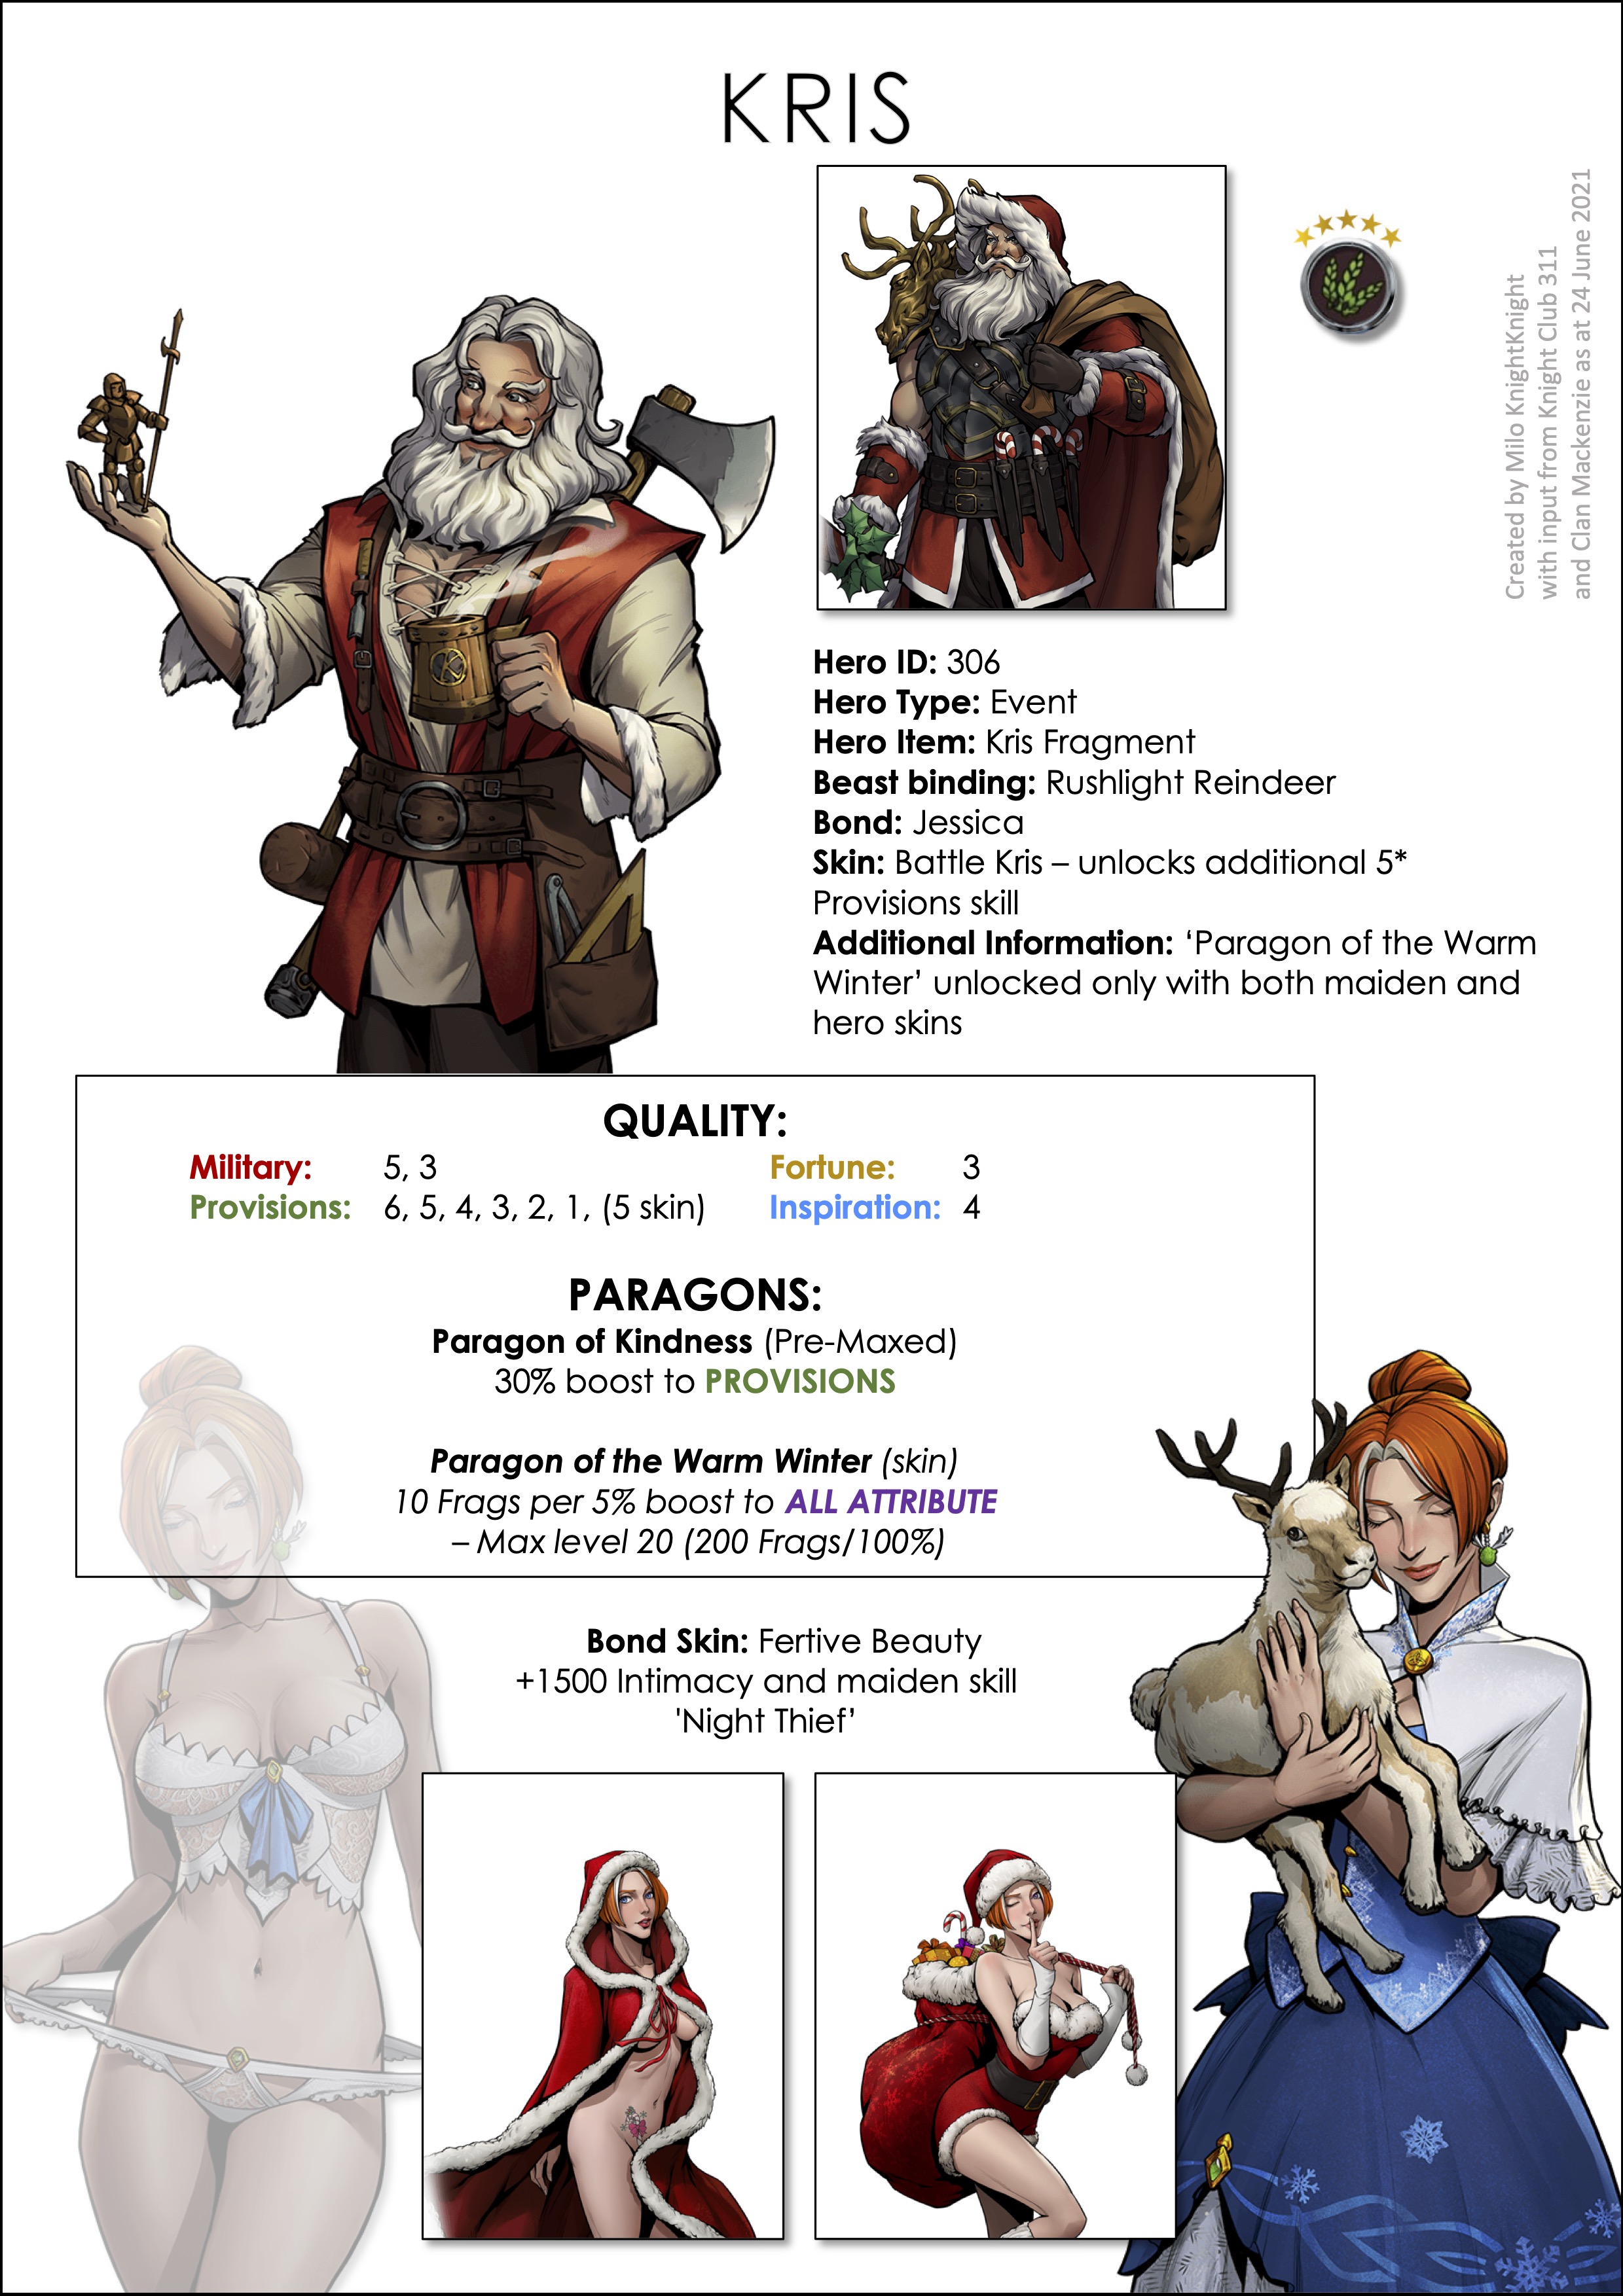 KRIS
Created by Milo KnightKnight
with input from Knight Club 311
and Clan Mackenzie as at 24 June 2021
Hero ID: 306
Hero Type: Event
Hero Item: Kris Fragment
Beast binding: Rushlight Reindeer
Bond: Jessica
Skin: Battle Kris – unlocks additional 5*
Provisions skill
Additional Information: ‘Paragon of the Warm
Winter’ unlocked only with both maiden and
hero skins
QUALITY:
Military: 5, 3 Fortune: 3
Provisions: 6, 5, 4, 3, 2, 1, (5 skin) Inspiration: 4
PARAGONS:
Paragon of Kindness (Pre-Maxed)
30% boost to PROVISIONS
Paragon of the Warm Winter (skin)
10 Frags per 5% boost to ALL ATTRIBUTE
– Max level 20 (200 Frags/100%)
Bond Skin: Fertive Beauty
+1500 Intimacy and maiden skill
'Night Thief’